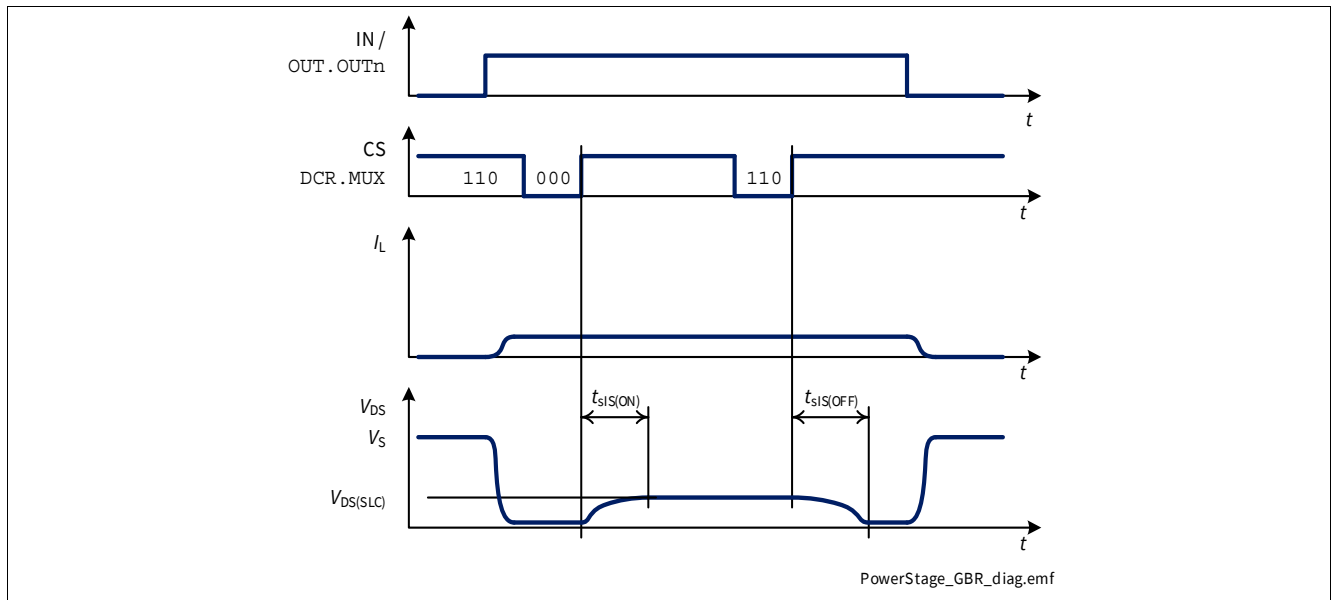 IN /
OUT.OUTn
t
CS
DCR.MUX
110
000
110
t
IL
t
tsIS(ON)
tsIS(OFF)
VDS
VS
VDS(SLC)
t
PowerStage_GBR_diag.emf